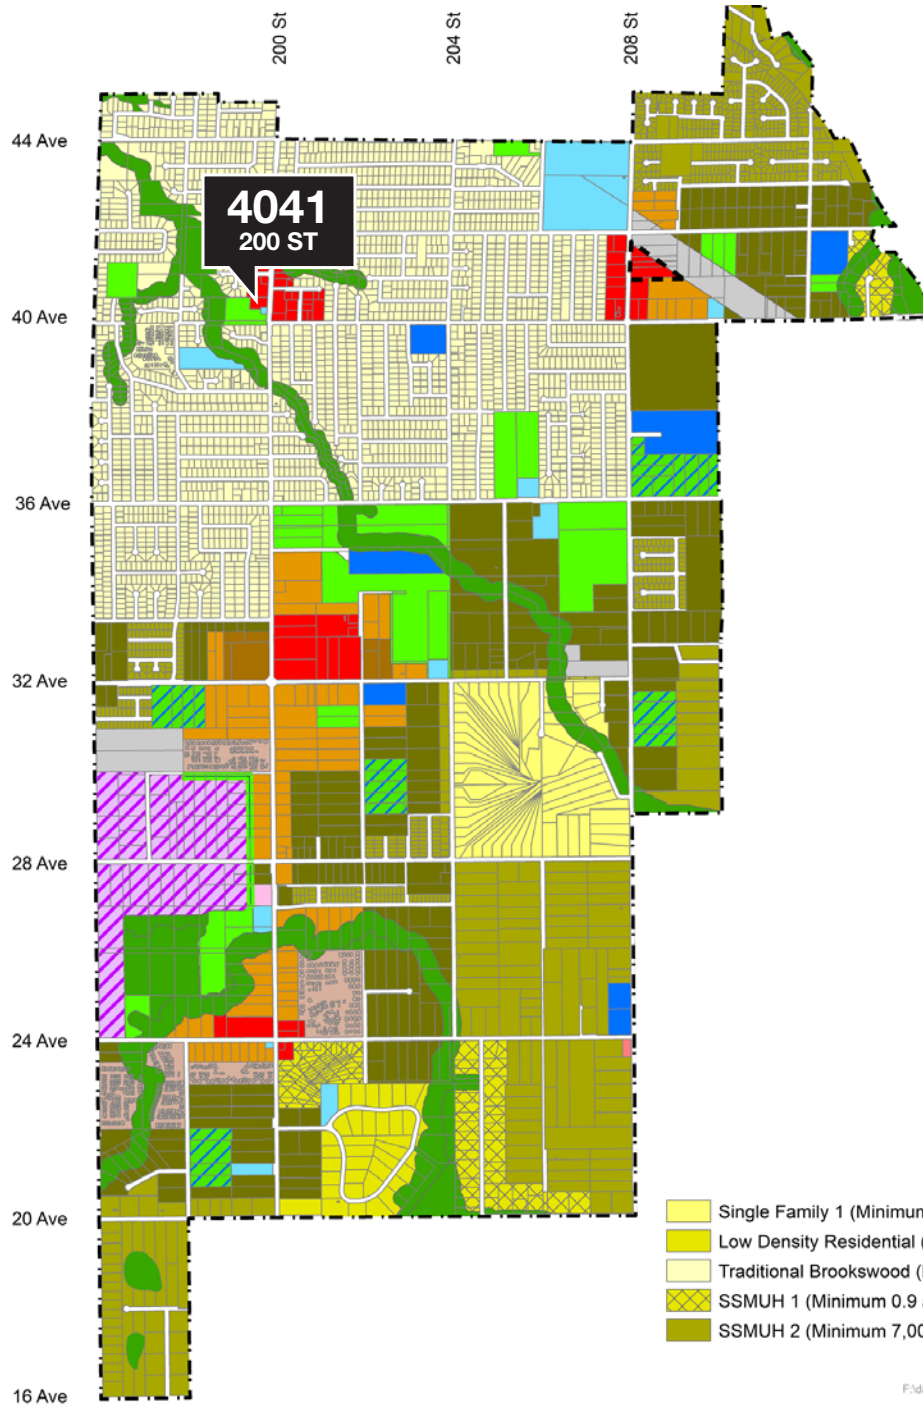 200 St
204 St
208 St
44 Ave
4041
200 ST
40 Ave
36 Ave
32 Ave
28 Ave
24 Ave
20 Ave
16 Ave
Single Family 1 (Minimum
Low Density Residential (
Traditional Brookswood (
SSMUH 1 (Minimum 0.9
SSMUH 2 (Minimum 7,00